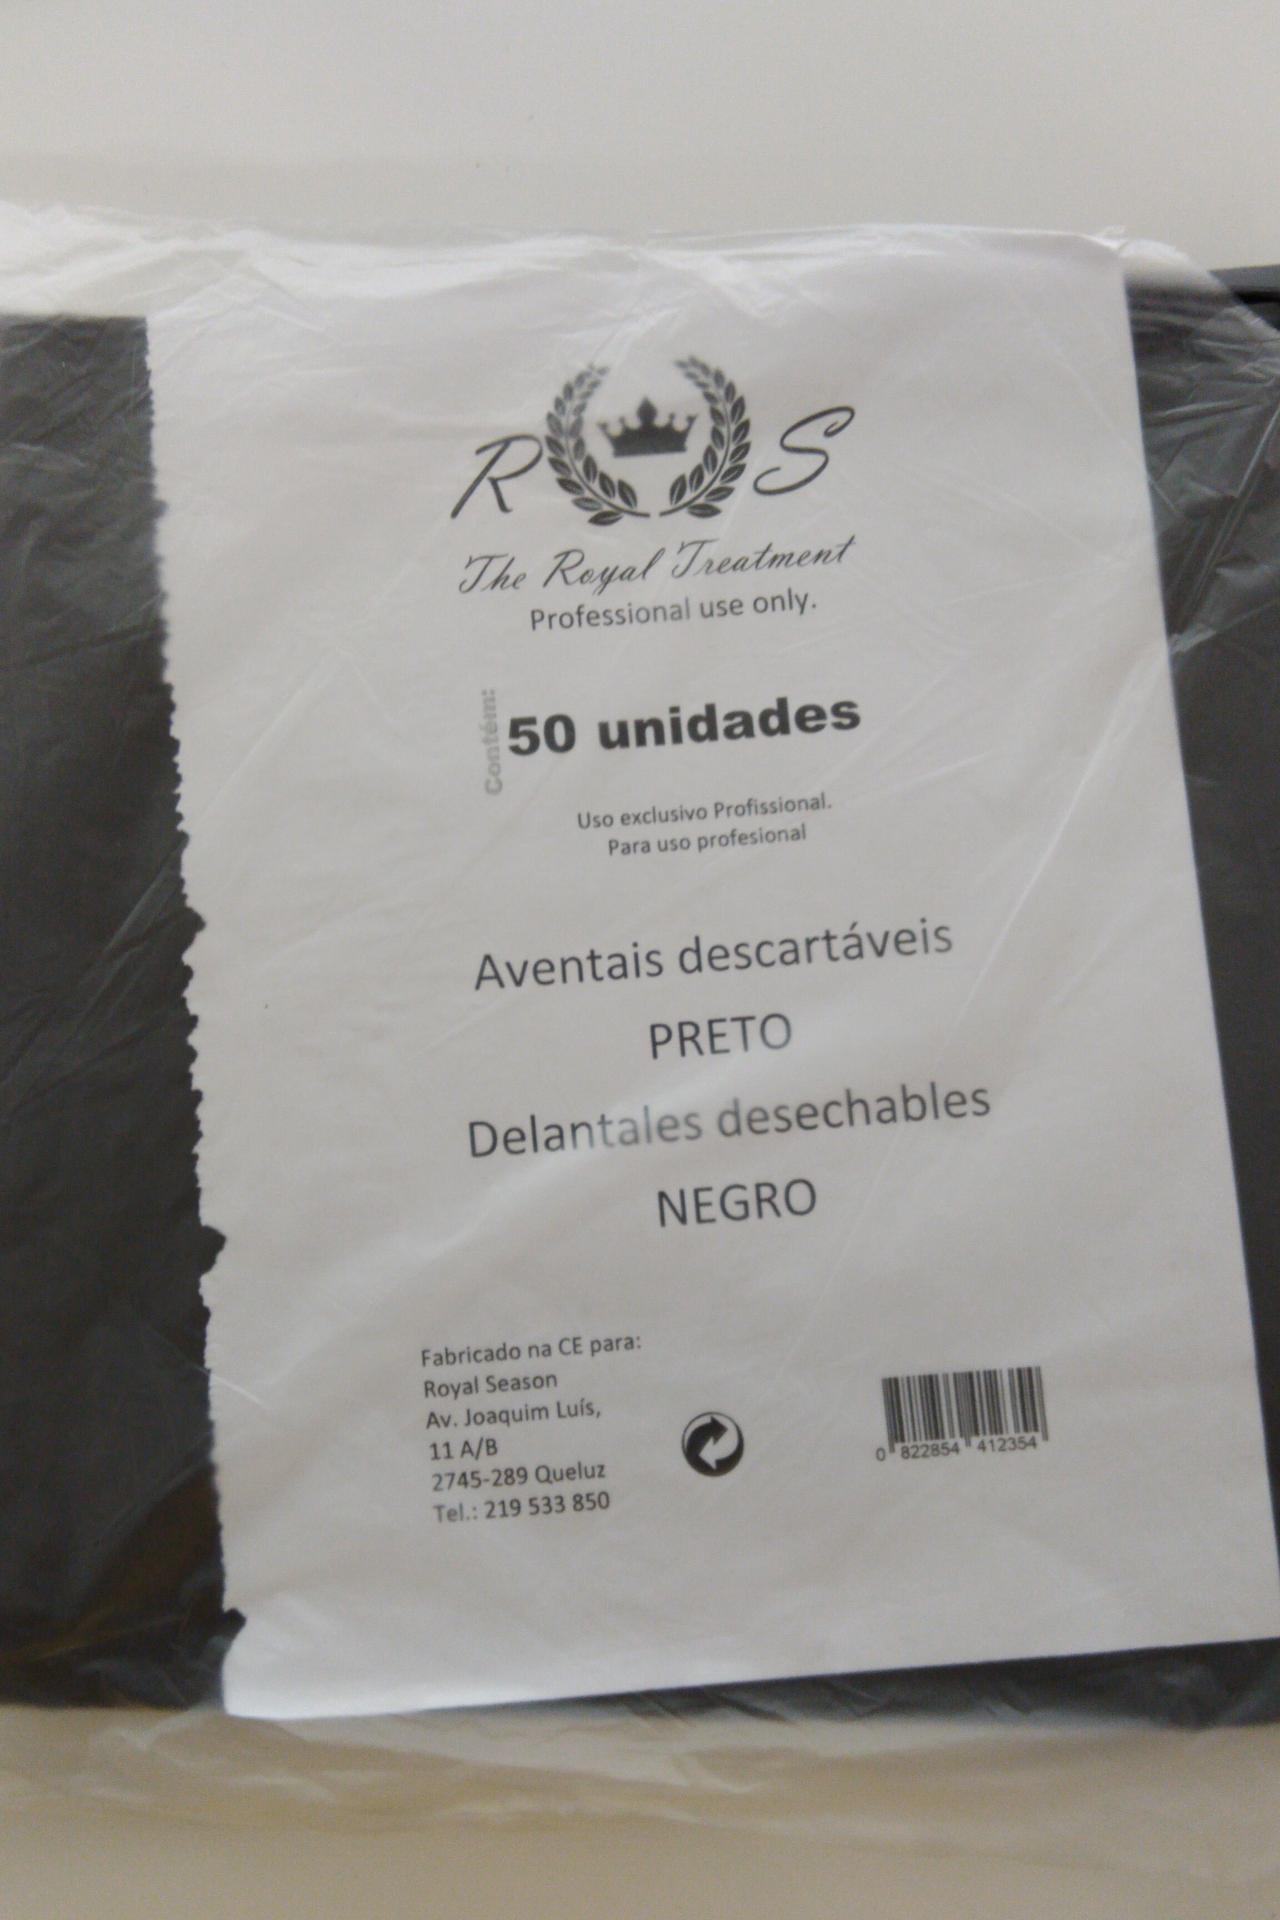 R S
The Royal Treatment
Professional use only.
Contém:
50 unidades
Uso exclusivo Profissional.
Para uso profesional
Aventais descartáveis
PRETO
Delantales desechables
NEGRO
Fabricado na CE para:
Royal Season
Av. Joaquim Luís,
11 A/B
2745-289 Queluz
Tel.: 219 533 850
0 822854 412354